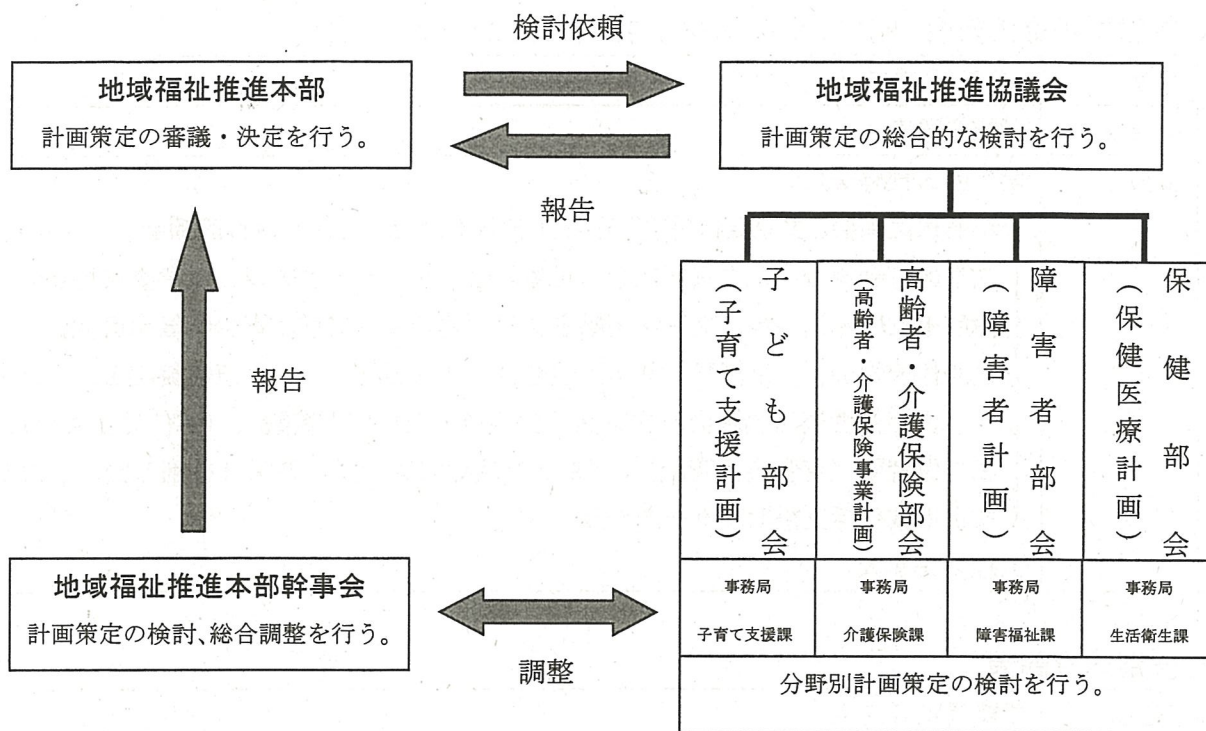 検討依頼
地域福祉推進本部
計画策定の審議・決定を行う。
地域福祉推進協議会
計画策定の総合的な検討を行う。
報告
報告
子ども部会
(子育て支援計画)
高齢者・介護保険部会
(高齢者・介護保険事業計画)
障害者部会
(障害者計画)
保健部会
(保健医療計画)
地域福祉推進本部幹事会
計画策定の検討、総合調整を行う。
調整
事務局
子育て支援課
事務局
介護保険課
事務局
障害福祉課
事務局
生活衛生課
分野別計画策定の検討を行う。